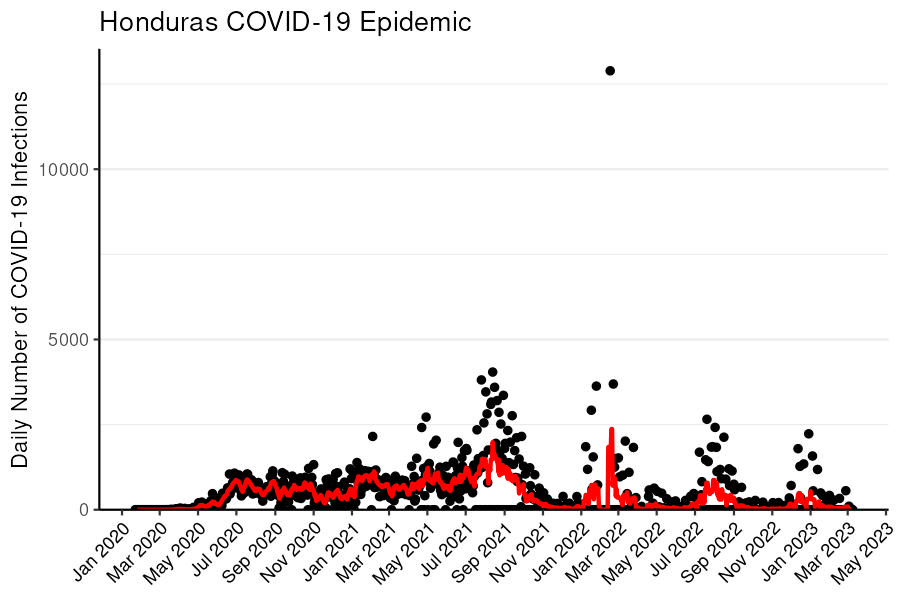 Honduras COVID-19 Epidemic
Daily Number of COVID-19 Infections
10000
5000
0
Jan 2020
Mar 2020
May 2020
Jul 2020
Sep 2020
Nov 2020
Jan 2021
Mar 2021
May 2021
Jul 2021
Sep 2021
Nov 2021
Jan 2022
Mar 2022
May 2022
Jul 2022
Sep 2022
Nov 2022
Jan 2023
Mar 2023
May 2023